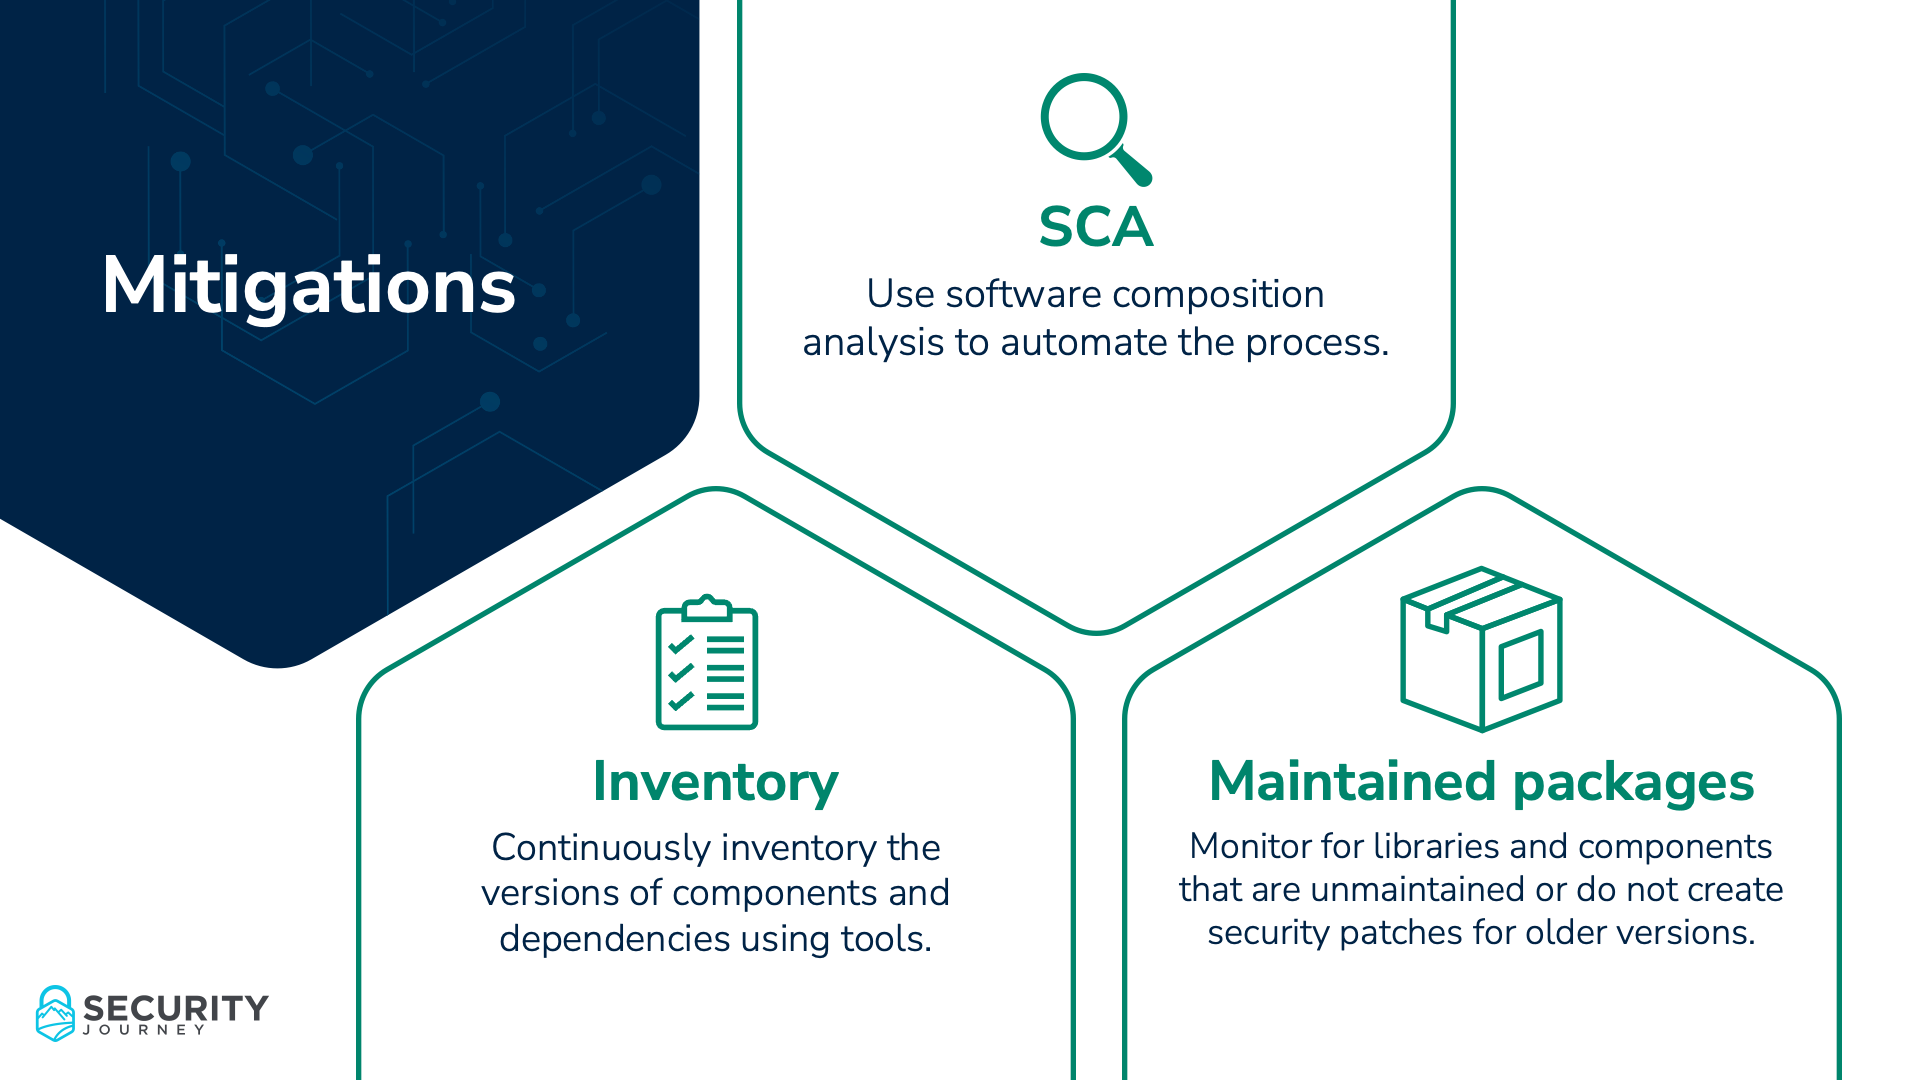 Mitigations
SCA
Use software composition
analysis to automate the process.
Inventory
Continuously inventory the
versions of components and
dependencies using tools.
Maintained packages
Monitor for libraries and components
that are unmaintained or do not create
security patches for older versions.
SECURITY
JOURNEY